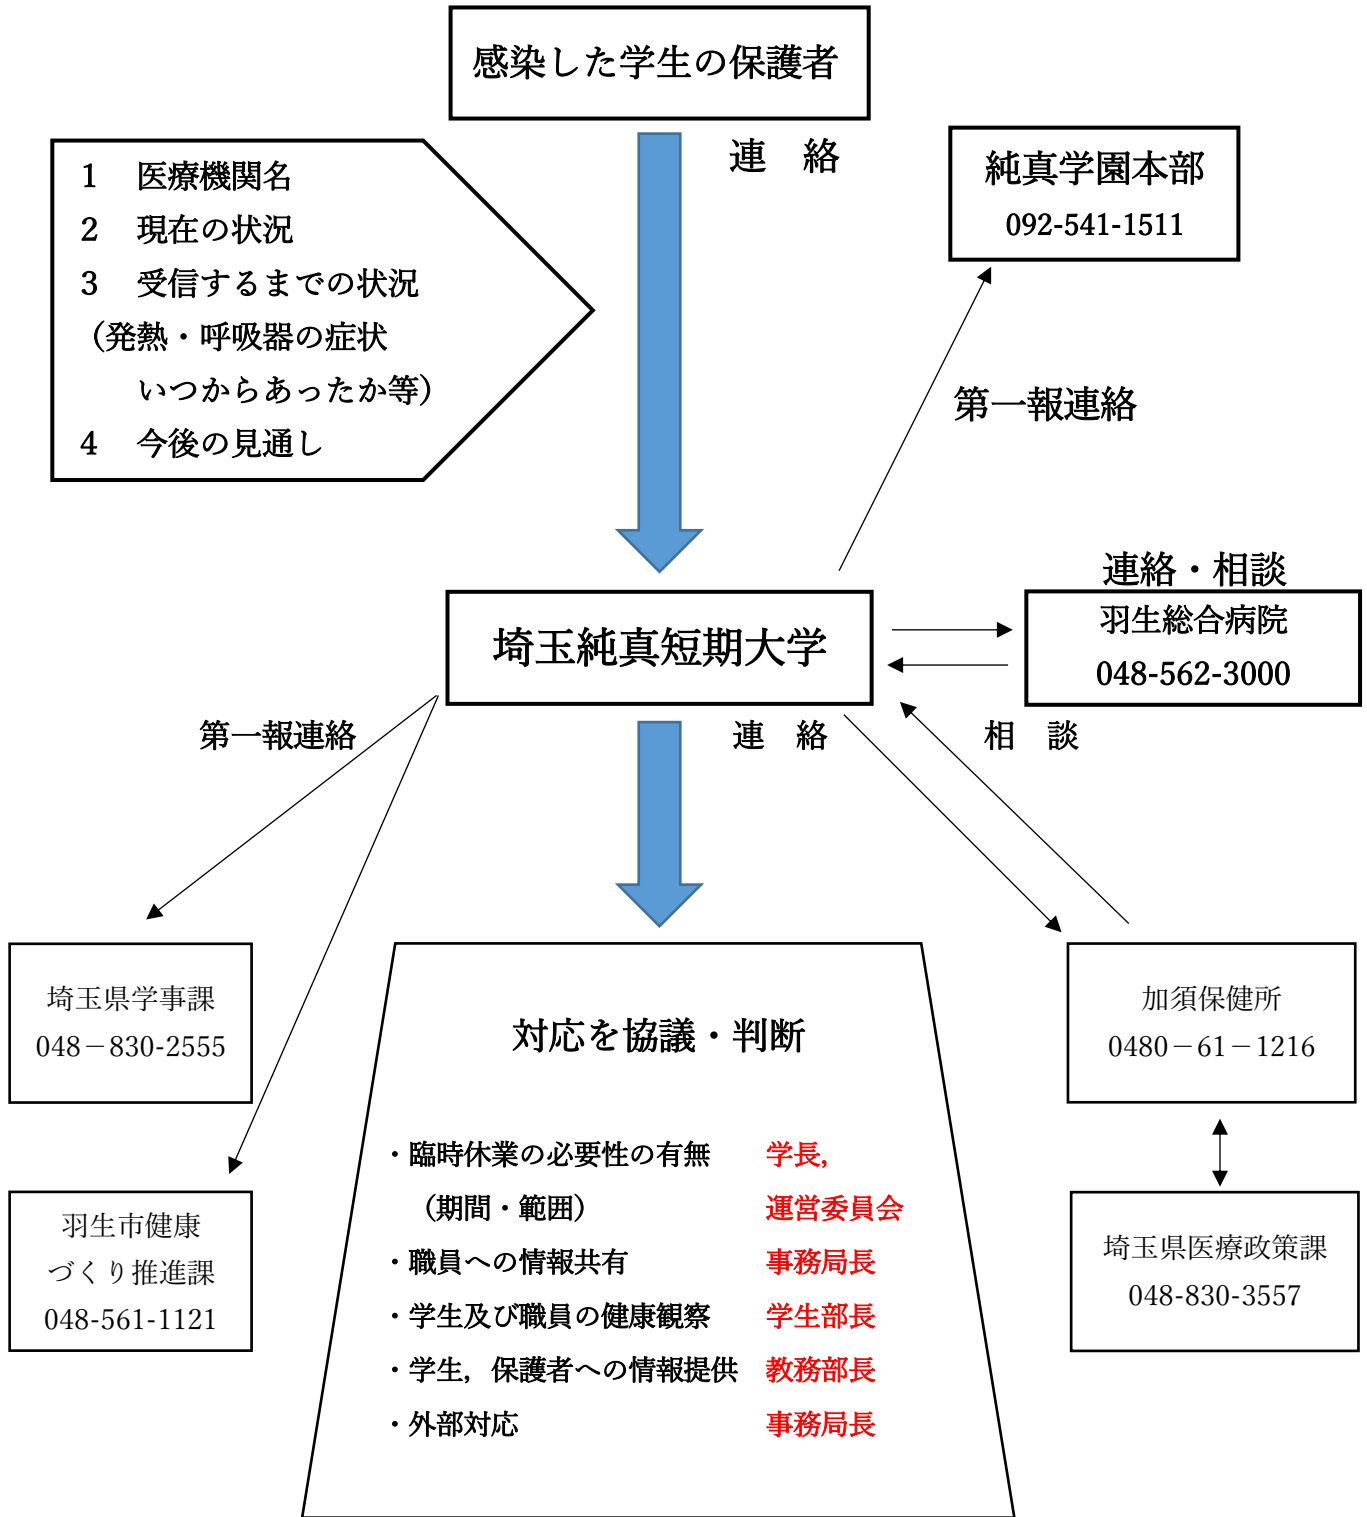 感染した学生の保護者
連　絡
純真学園本部
092-541-1511
1　医療機関名
2　現在の状況
3　受信するまでの状況
（発熱・呼吸器の症状
いつからあったか等）
4　今後の見通し
第一報連絡
連絡・相談
羽生総合病院
048-562-3000
埼玉純真短期大学
第一報連絡
連　絡
相　談
埼玉県学事課
048－830-2555
羽生市健康
づくり推進課
048-561-1121
対応を協議・判断
・臨時休業の必要性の有無　学長，
（期間・範囲）　運営委員会
・職員への情報共有　事務局長
・学生及び職員の健康観察　学生部長
・学生，保護者への情報提供　教務部長
・外部対応　事務局長
加須保健所
0480－61－1216
埼玉県医療政策課
048-830-3557